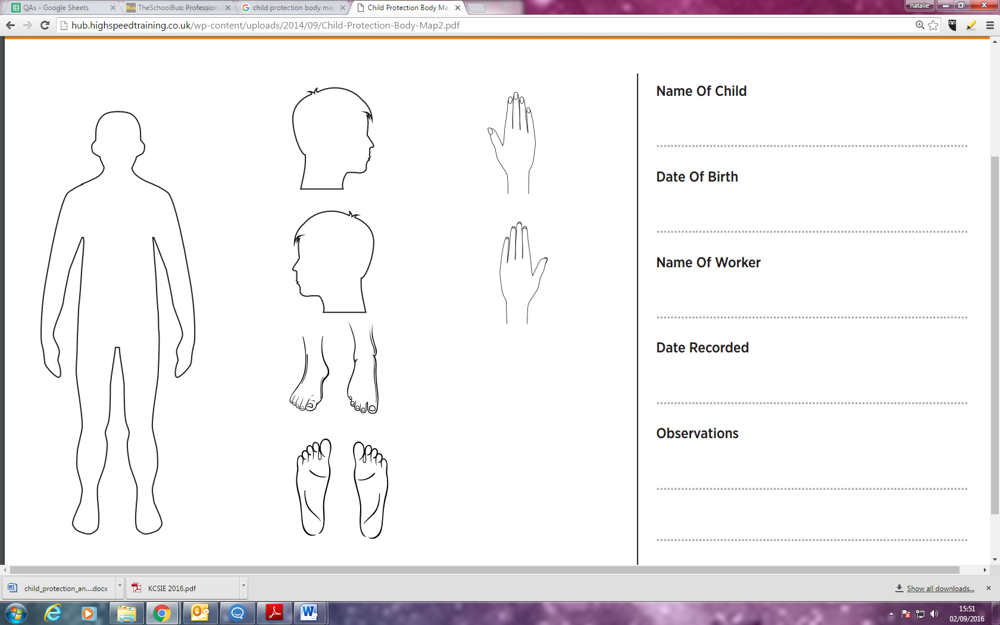 QAs - Google Sheets
Bus TheSchoolBus: Profession
child protection body ma
Child Protection Body Ma
natalie
hub.highspeedtraining.co.uk/wp-content/uploads/2014/09/Child-Protection-Body-Map2.pdf
Name Of Child
Date Of Birth
Name Of Worker
Date Recorded
Observations
child_protection_an....docx
KCSIE 2016.pdf
Show all downloads...
15:51
02/09/2016